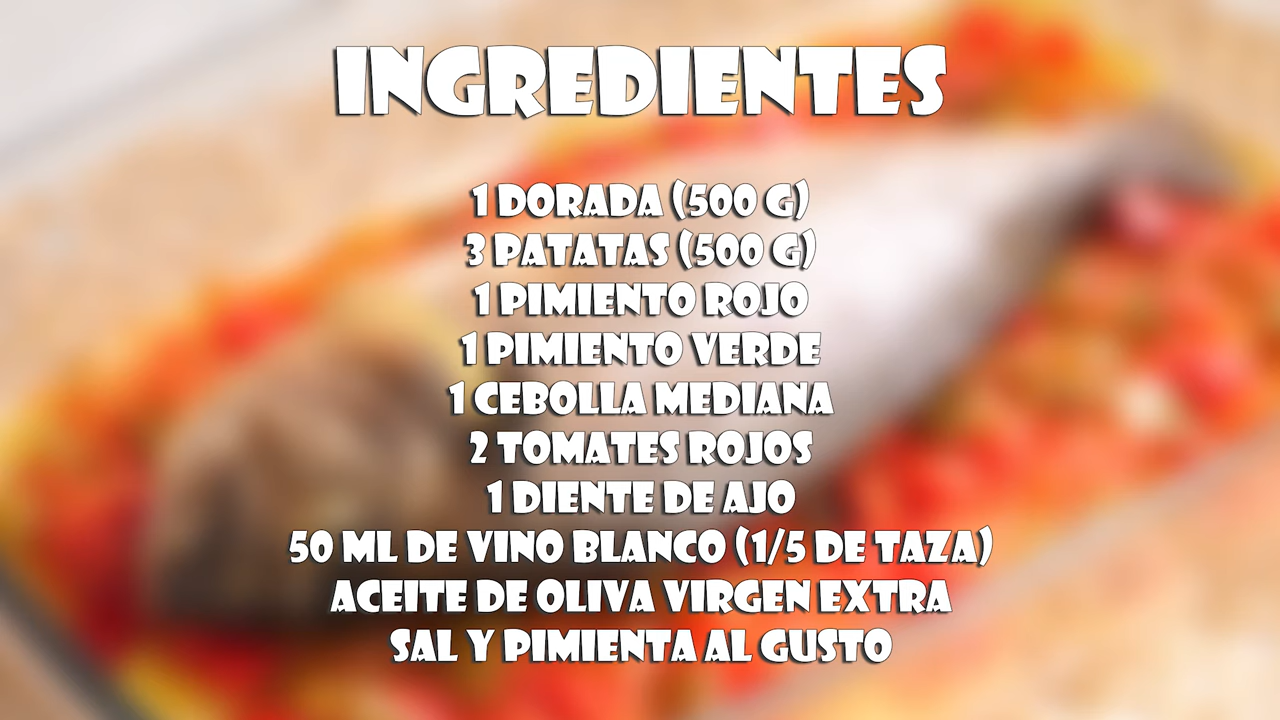 INGREDIENTES
1 DORADA (500 G)
3 PATATAS (500 G)
1 PIMIENTO ROJO
1 PIMIENTO VERDE
1 CEBOLLA MEDIANA
2 TOMATES ROJOS
1 DIENTE DE AJO
50 ML DE VINO BLANCO (1/5 DE TAZA)
ACEITE DE OLIVA VIRGEN EXTRA
SAL Y PIMIENTA AL GUSTO